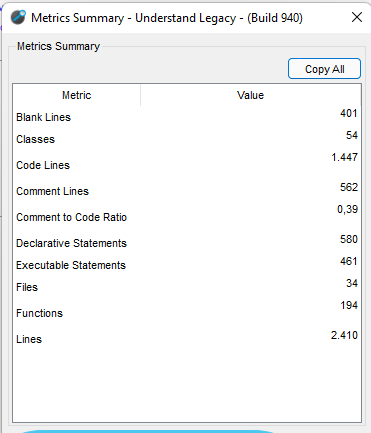 Metrics Summary - Understand Legacy - (Build 940)
Metrics Summary
Copy All
Metric Value
Blank Lines 401
Classes 54
Code Lines 1.447
Comment Lines 562
Comment to Code Ratio 0,39
Declarative Statements 580
Executable Statements 461
Files 34
Functions 194
Lines 2.410